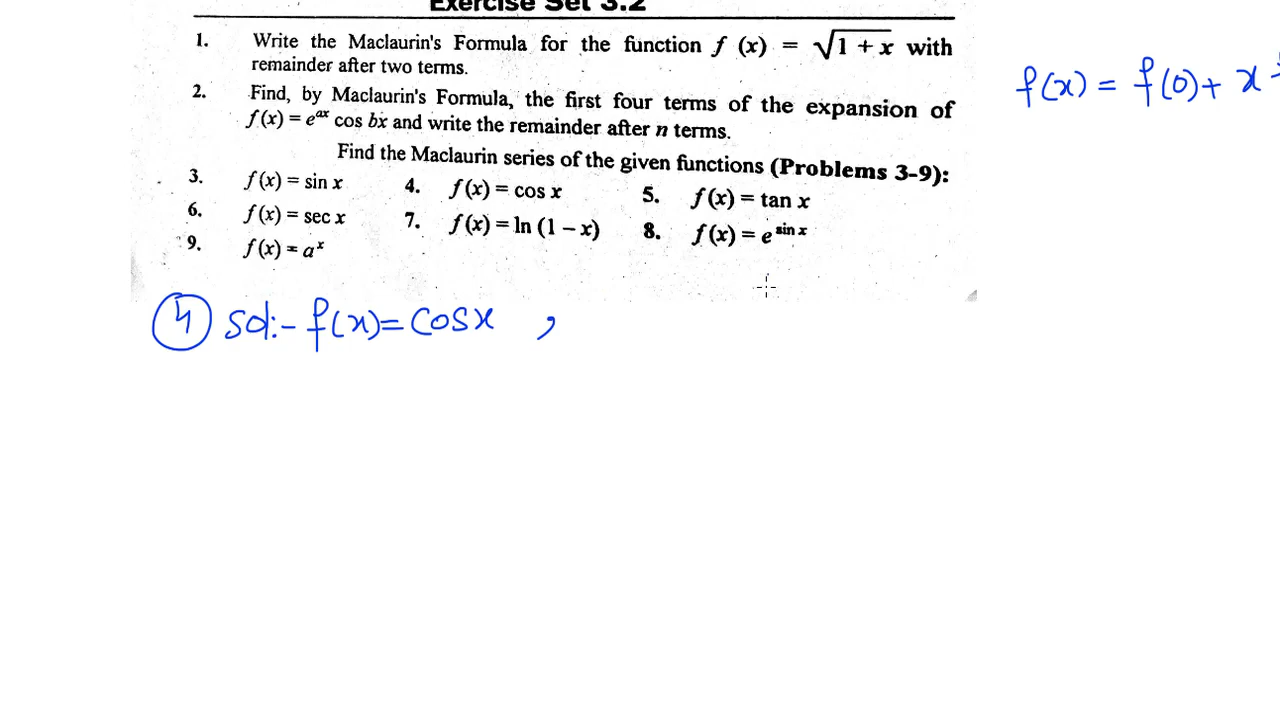 Exercise Set 3.2
1. Write the Maclaurin's Formula for the function f (x) = √1 + x with
remainder after two terms.
2. Find, by Maclaurin's Formula, the first four terms of the expansion of
f(x) = eᵃˣ cos bx and write the remainder after n terms.
Find the Maclaurin series of the given functions (Problems 3-9):
3. f(x) = sin x 4. f(x) = cos x 5. f(x) = tan x
6. f(x) = sec x 7. f(x) = ln (1 – x) 8. f(x) = e ˢⁱⁿ ˣ
9. f(x) = aˣ
f(x) = f(0) + x
4 Sol:- f(x) = cosx ,